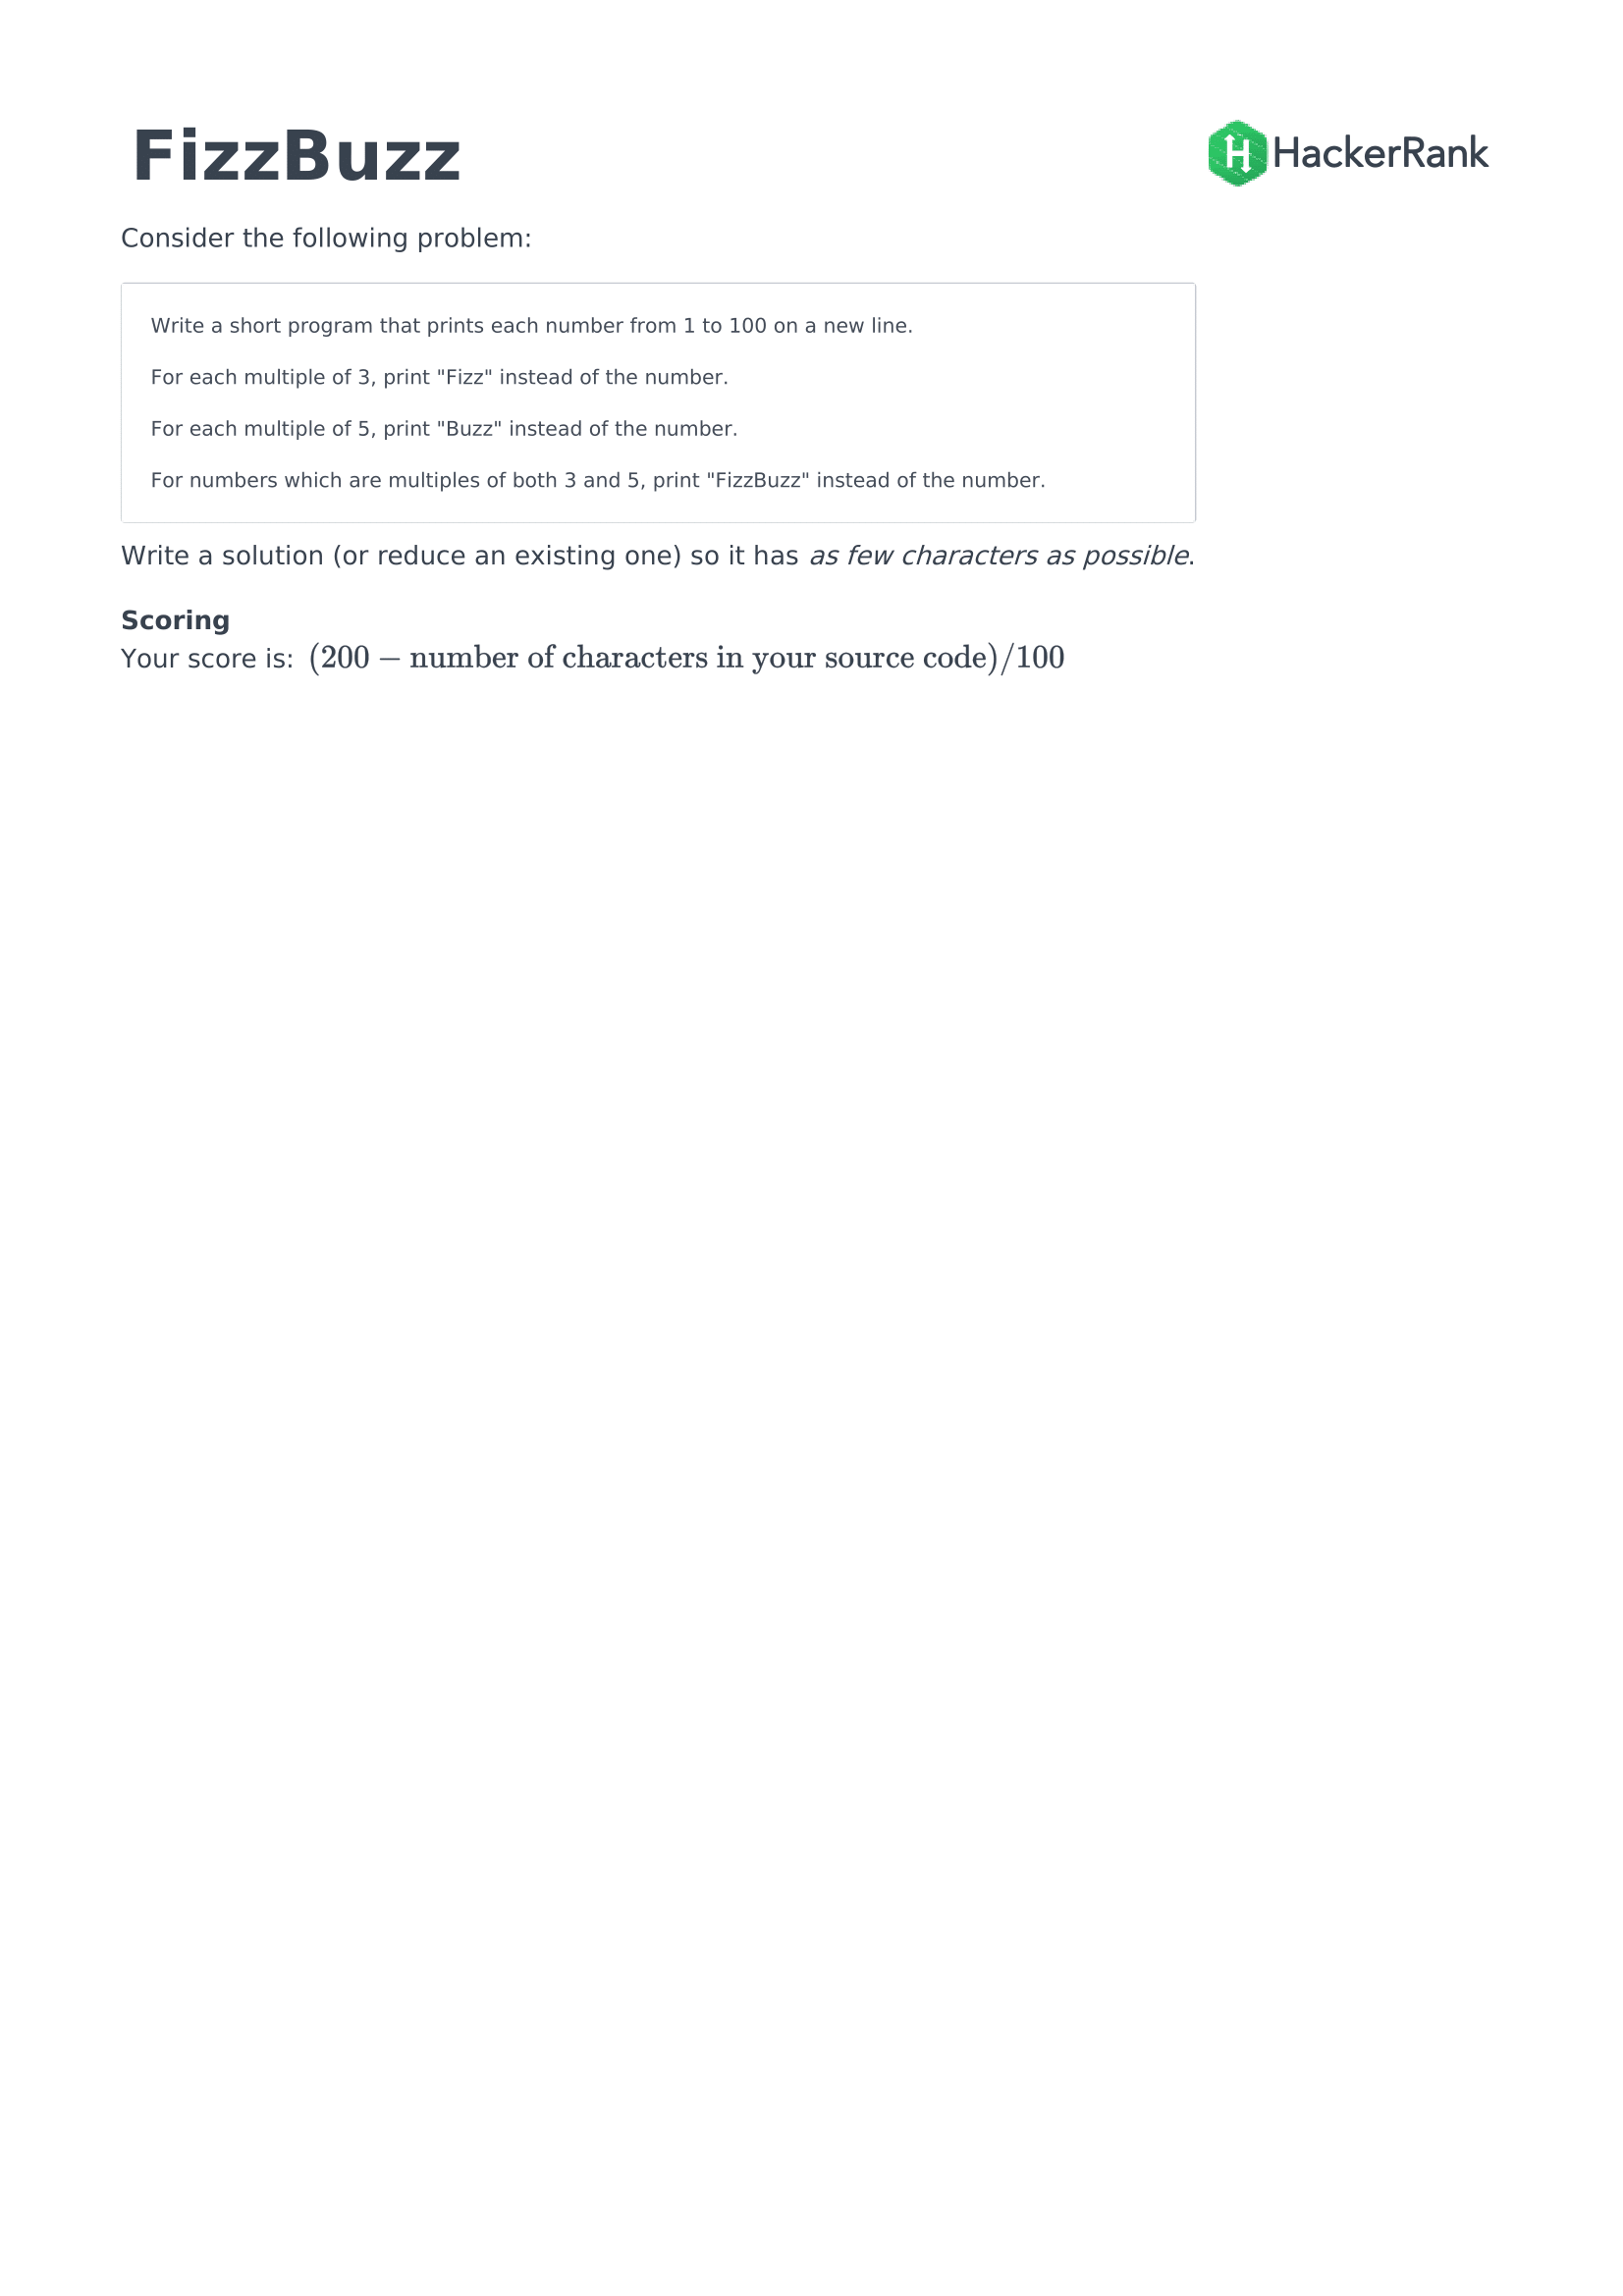 FizzBuzz
HackerRank
Consider the following problem:
Write a short program that prints each number from 1 to 100 on a new line.
For each multiple of 3, print "Fizz" instead of the number.
For each multiple of 5, print "Buzz" instead of the number.
For numbers which are multiples of both 3 and 5, print "FizzBuzz" instead of the number.
Write a solution (or reduce an existing one) so it has as few characters as possible.
Scoring
Your score is: (200 − number of characters in your source code)/100